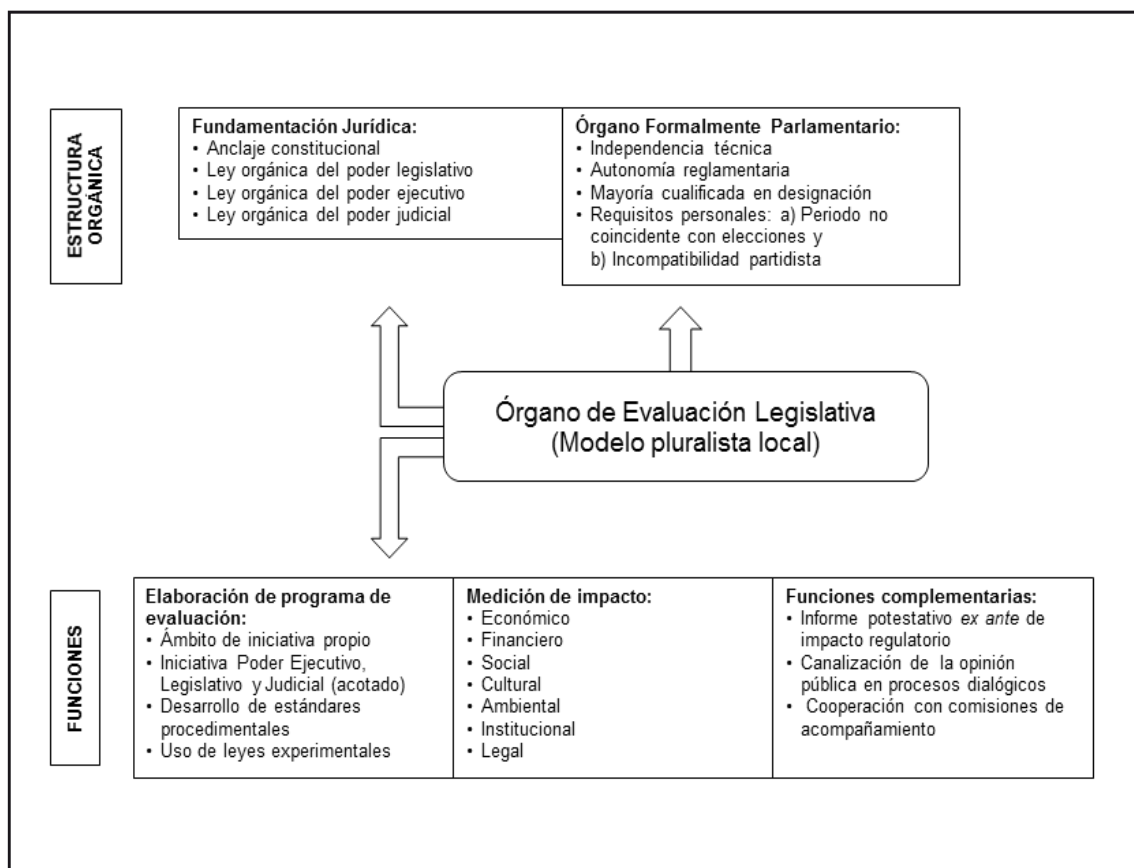 ESTRUCTURA
ORGÁNICA
Fundamentación Jurídica:
• Anclaje constitucional
• Ley orgánica del poder legislativo
• Ley orgánica del poder ejecutivo
• Ley orgánica del poder judicial
Órgano Formalmente Parlamentario:
• Independencia técnica
• Autonomía reglamentaria
• Mayoría cualificada en designación
• Requisitos personales: a) Periodo no
coincidente con elecciones y
b) Incompatibilidad partidista
Órgano de Evaluación Legislativa
(Modelo pluralista local)
FUNCIONES
Elaboración de programa de
evaluación:
• Ámbito de iniciativa propio
• Iniciativa Poder Ejecutivo,
Legislativo y Judicial (acotado)
• Desarrollo de estándares
procedimentales
• Uso de leyes experimentales
Medición de impacto:
• Económico
• Financiero
• Social
• Cultural
• Ambiental
• Institucional
• Legal
Funciones complementarias:
• Informe potestativo ex ante de
impacto regulatorio
• Canalización de la opinión
pública en procesos dialógicos
• Cooperación con comisiones de
acompañamiento